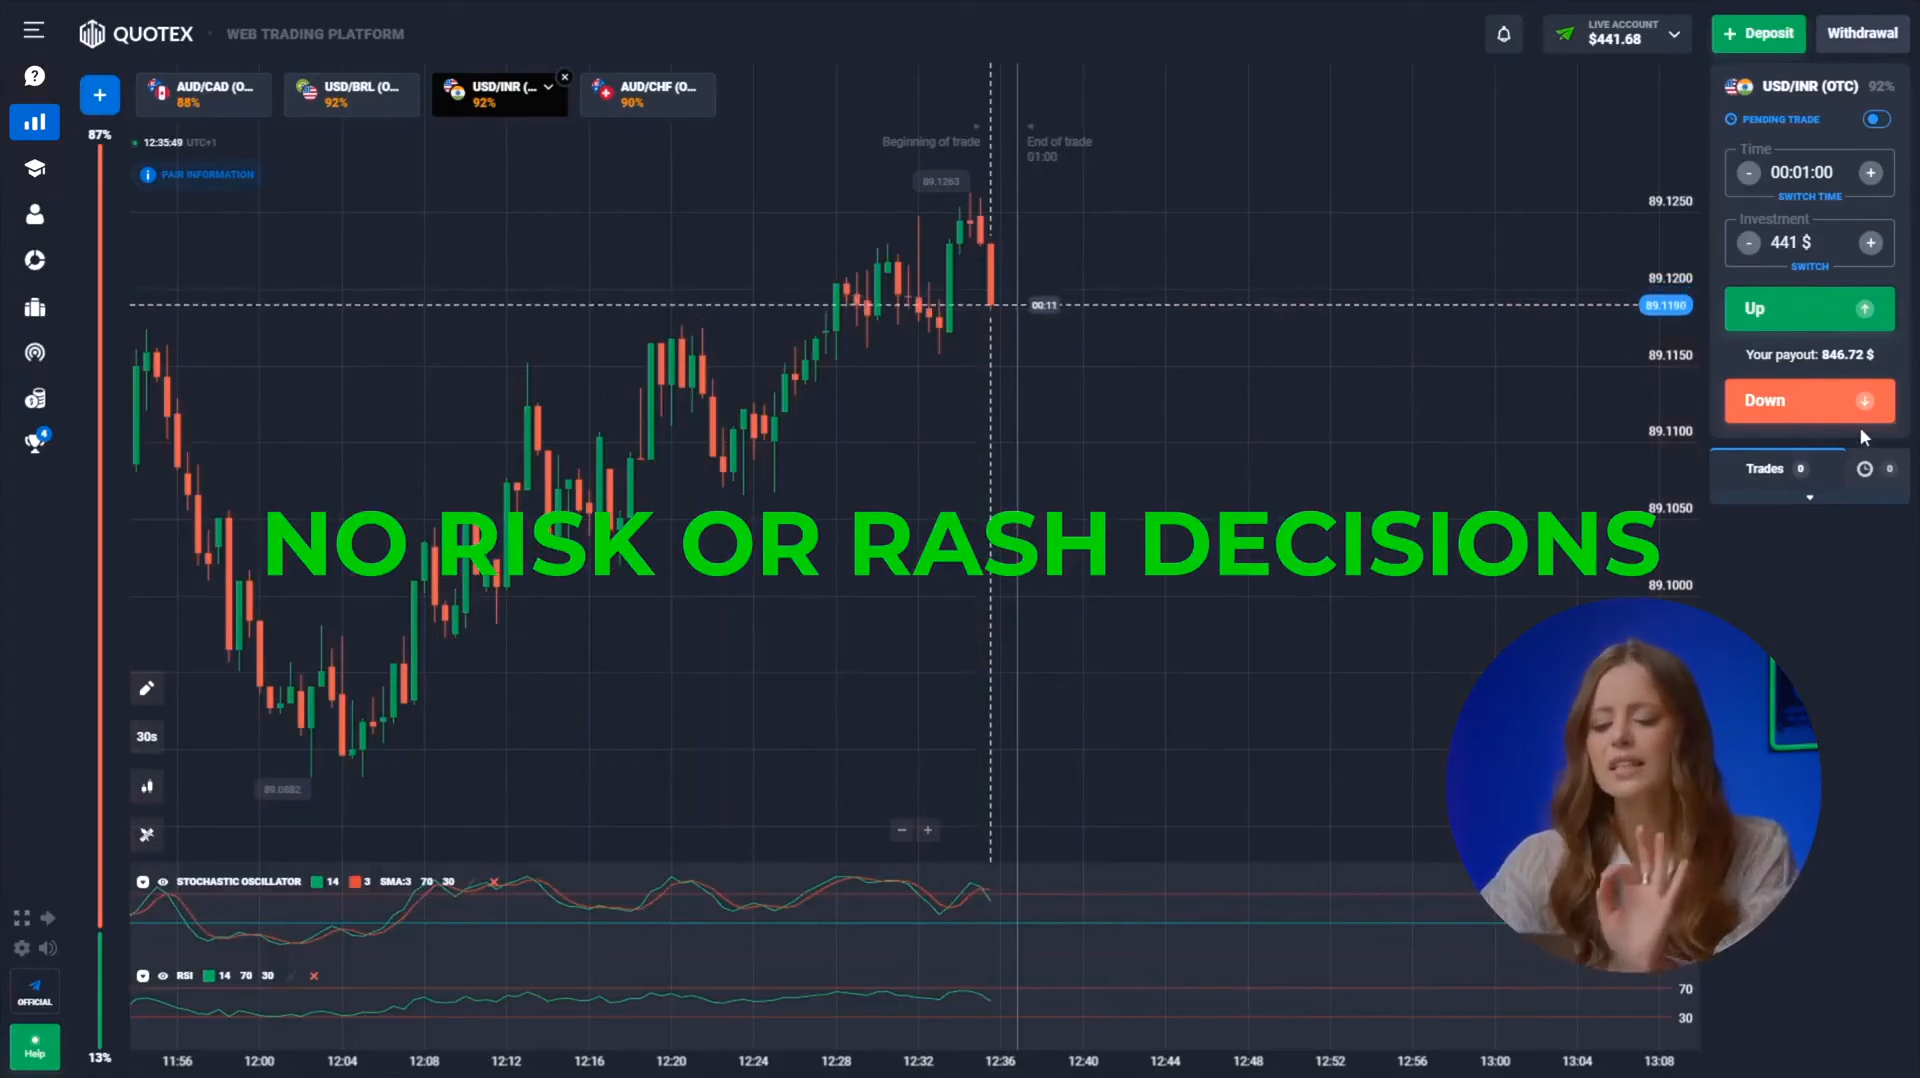 QUOTEX
WEB TRADING PLATFORM
LIVE ACCOUNT
$441.68
+ Deposit
Withdrawal
+
AUD/CAD (O...
88%
USD/BRL (O...
92%
USD/INR (...
92%
AUD/CHF (O...
90%
87%
12:35:49 UTC+1
PAIR INFORMATION
Beginning of trade
End of trade
01:00
89.1263
USD/INR (OTC) 92%
PENDING TRADE
Time
- 00:01:00 +
SWITCH TIME
Investment
- 441 $ +
SWITCH
Up
Your payout: 846.72 $
Down
Trades 0
0
89.1250
89.1200
00:11
89.1190
89.1150
89.1100
89.1050
89.1000
4
NO RISK OR RASH DECISIONS
30s
89.0882
STOCHASTIC OSCILLATOR 14 3 SMA:3 70 30
RSI 14 70 30
70
30
OFFICIAL
Help
13%
11:56 12:00 12:04 12:08 12:12 12:16 12:20 12:24 12:28 12:32 12:36 12:40 12:44 12:48 12:52 12:56 13:00 13:04 13:08